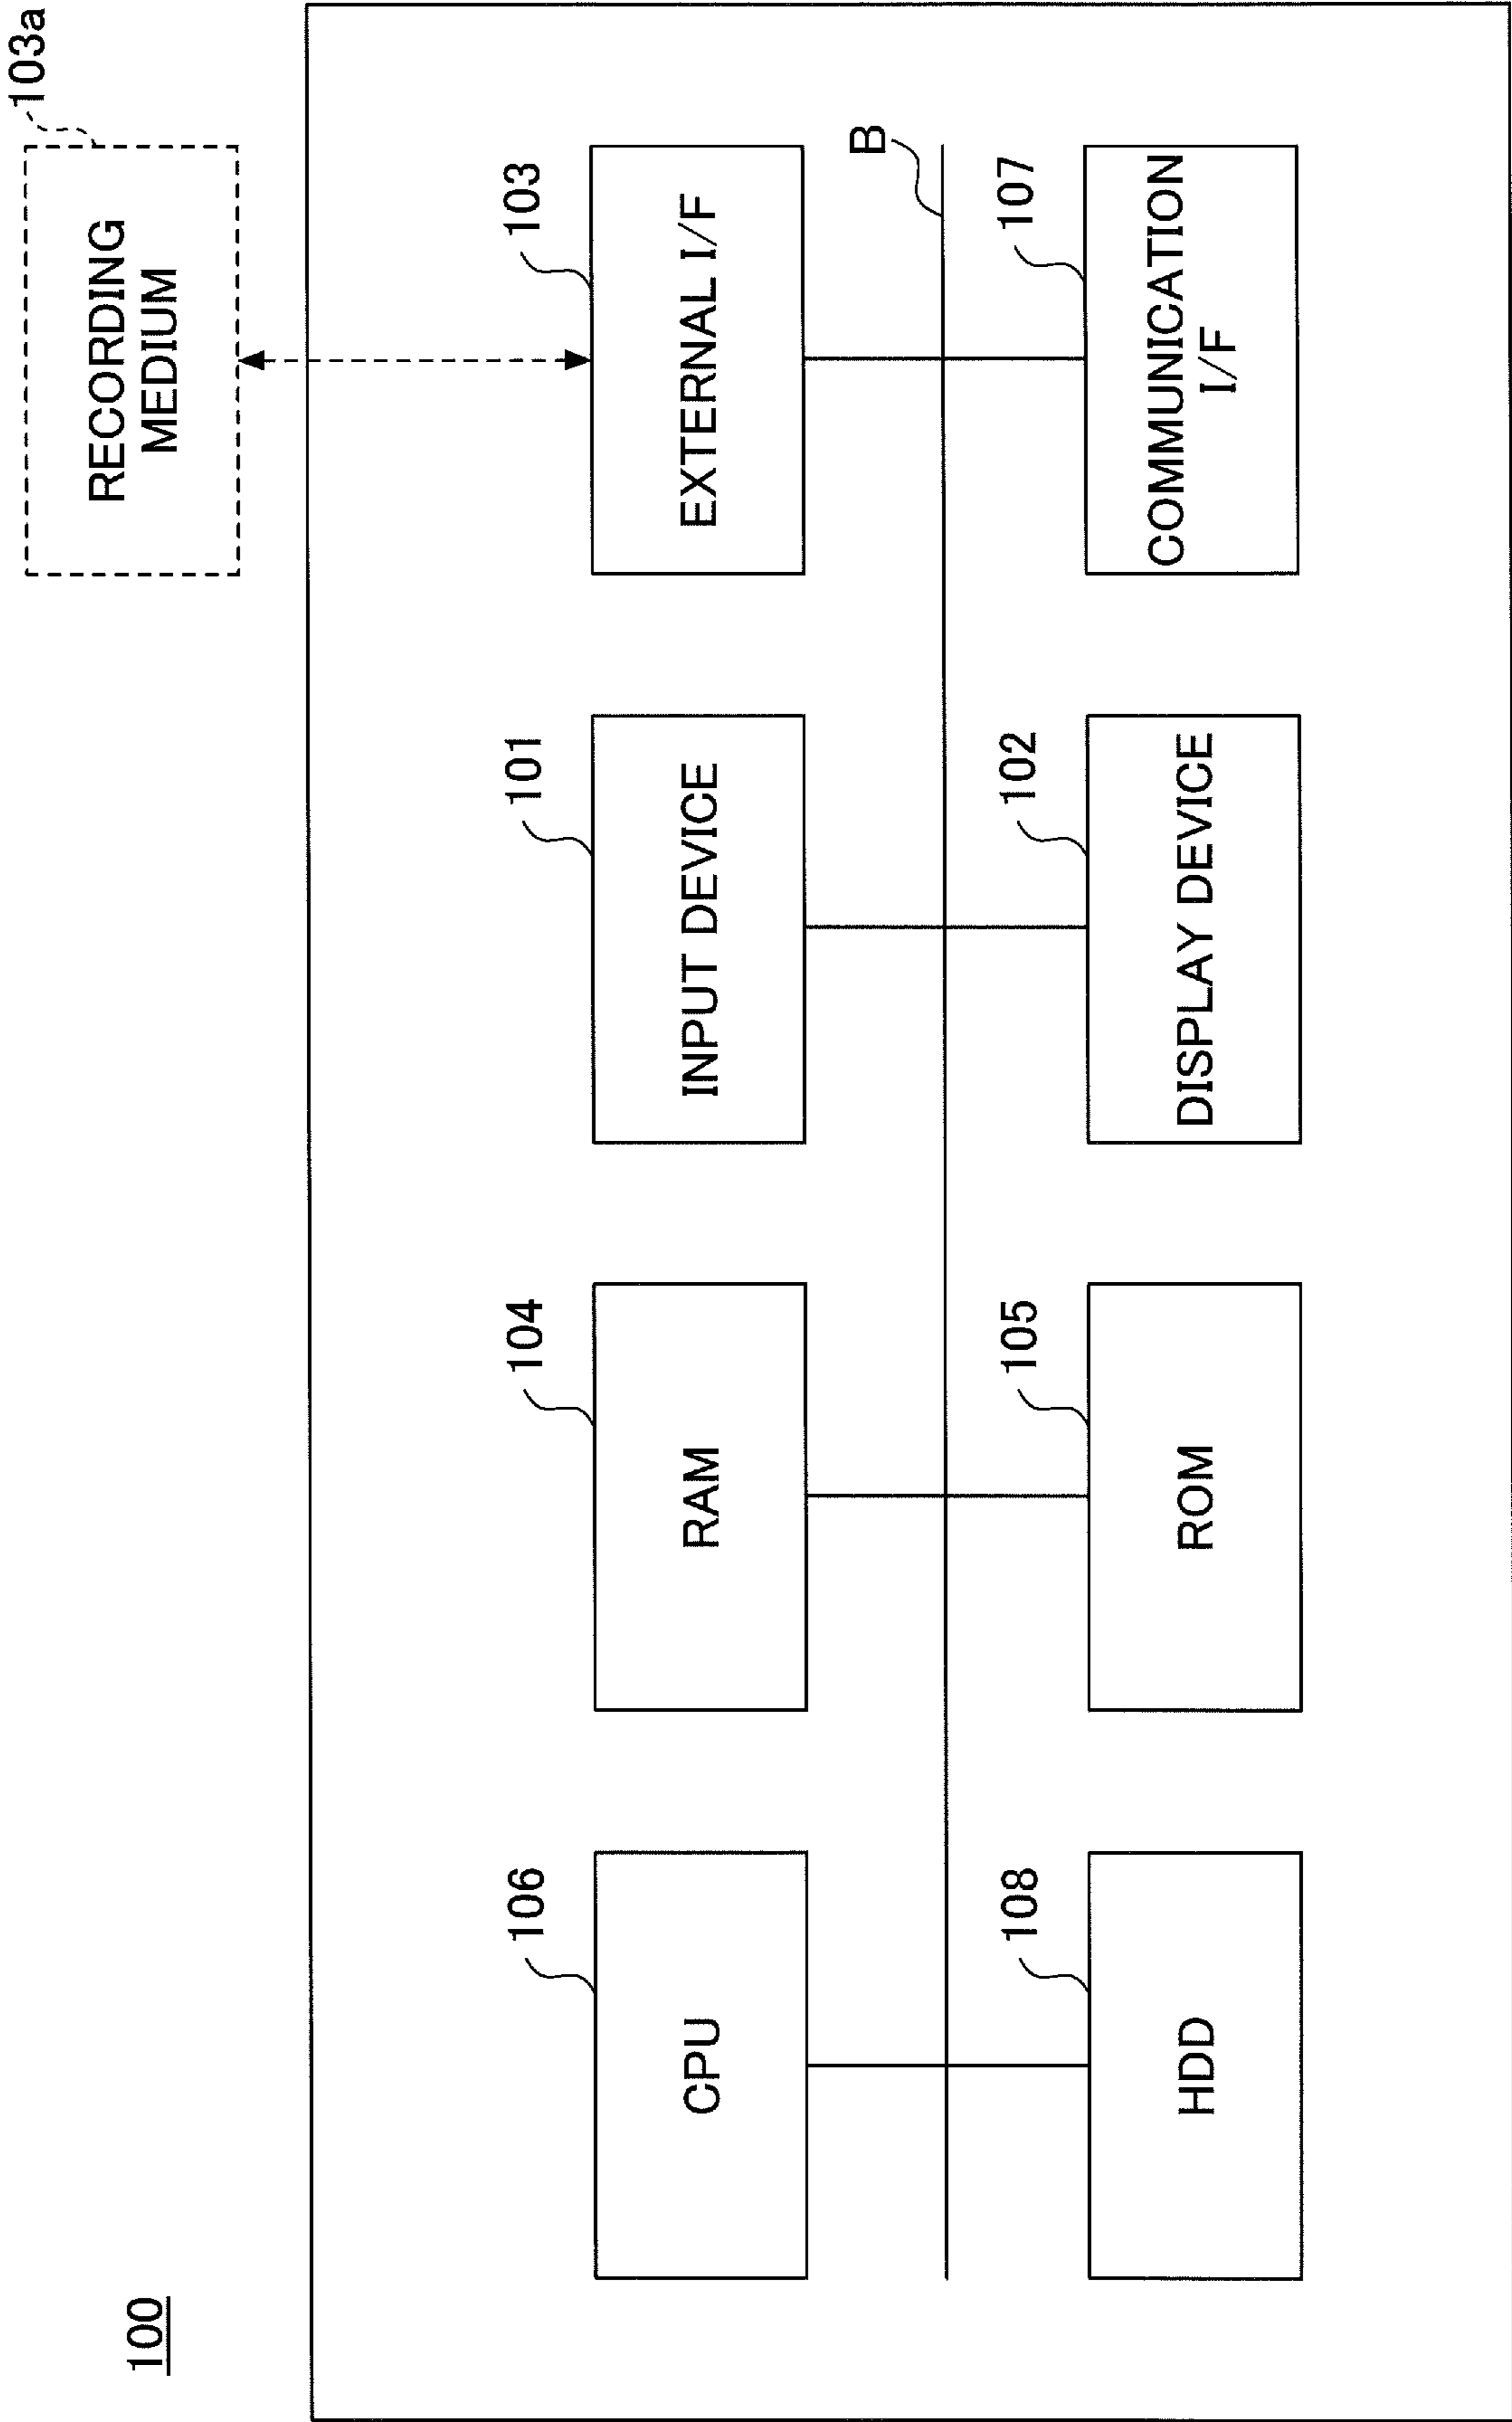 100
103a
RECORDING
MEDIUM
106
104
101
103
CPU
RAM
INPUT DEVICE
EXTERNAL I/F
B
108
105
102
107
HDD
ROM
DISPLAY DEVICE
COMMUNICATION
I/F